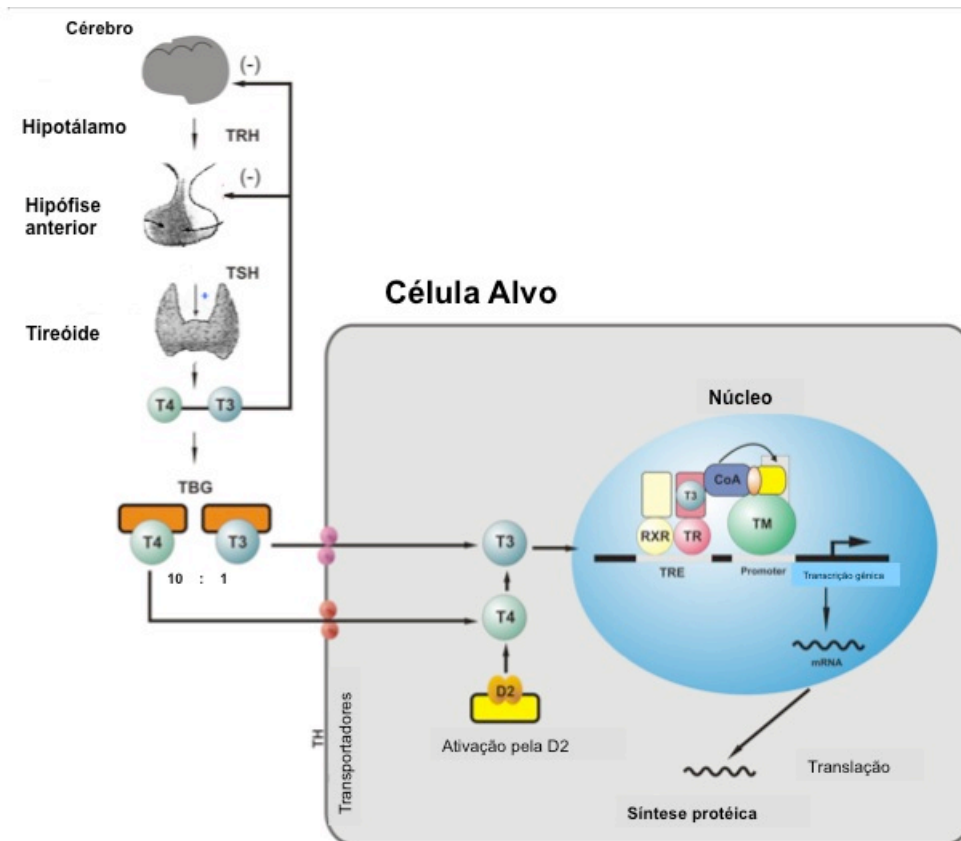 Cérebro
(-)
Hipotálamo
TRH
(-)
Hipófise
anterior
TSH
+
Tireóide
T4
T3
TBG
T4
T3
10 : 1
Célula Alvo
TH
Transportadores
T3
T4
D2
Ativação pela D2
Núcleo
CoA
T3
RXR
TR
TM
TRE
Promoter
Transcrição gênica
mRNA
Translação
Síntese protéica